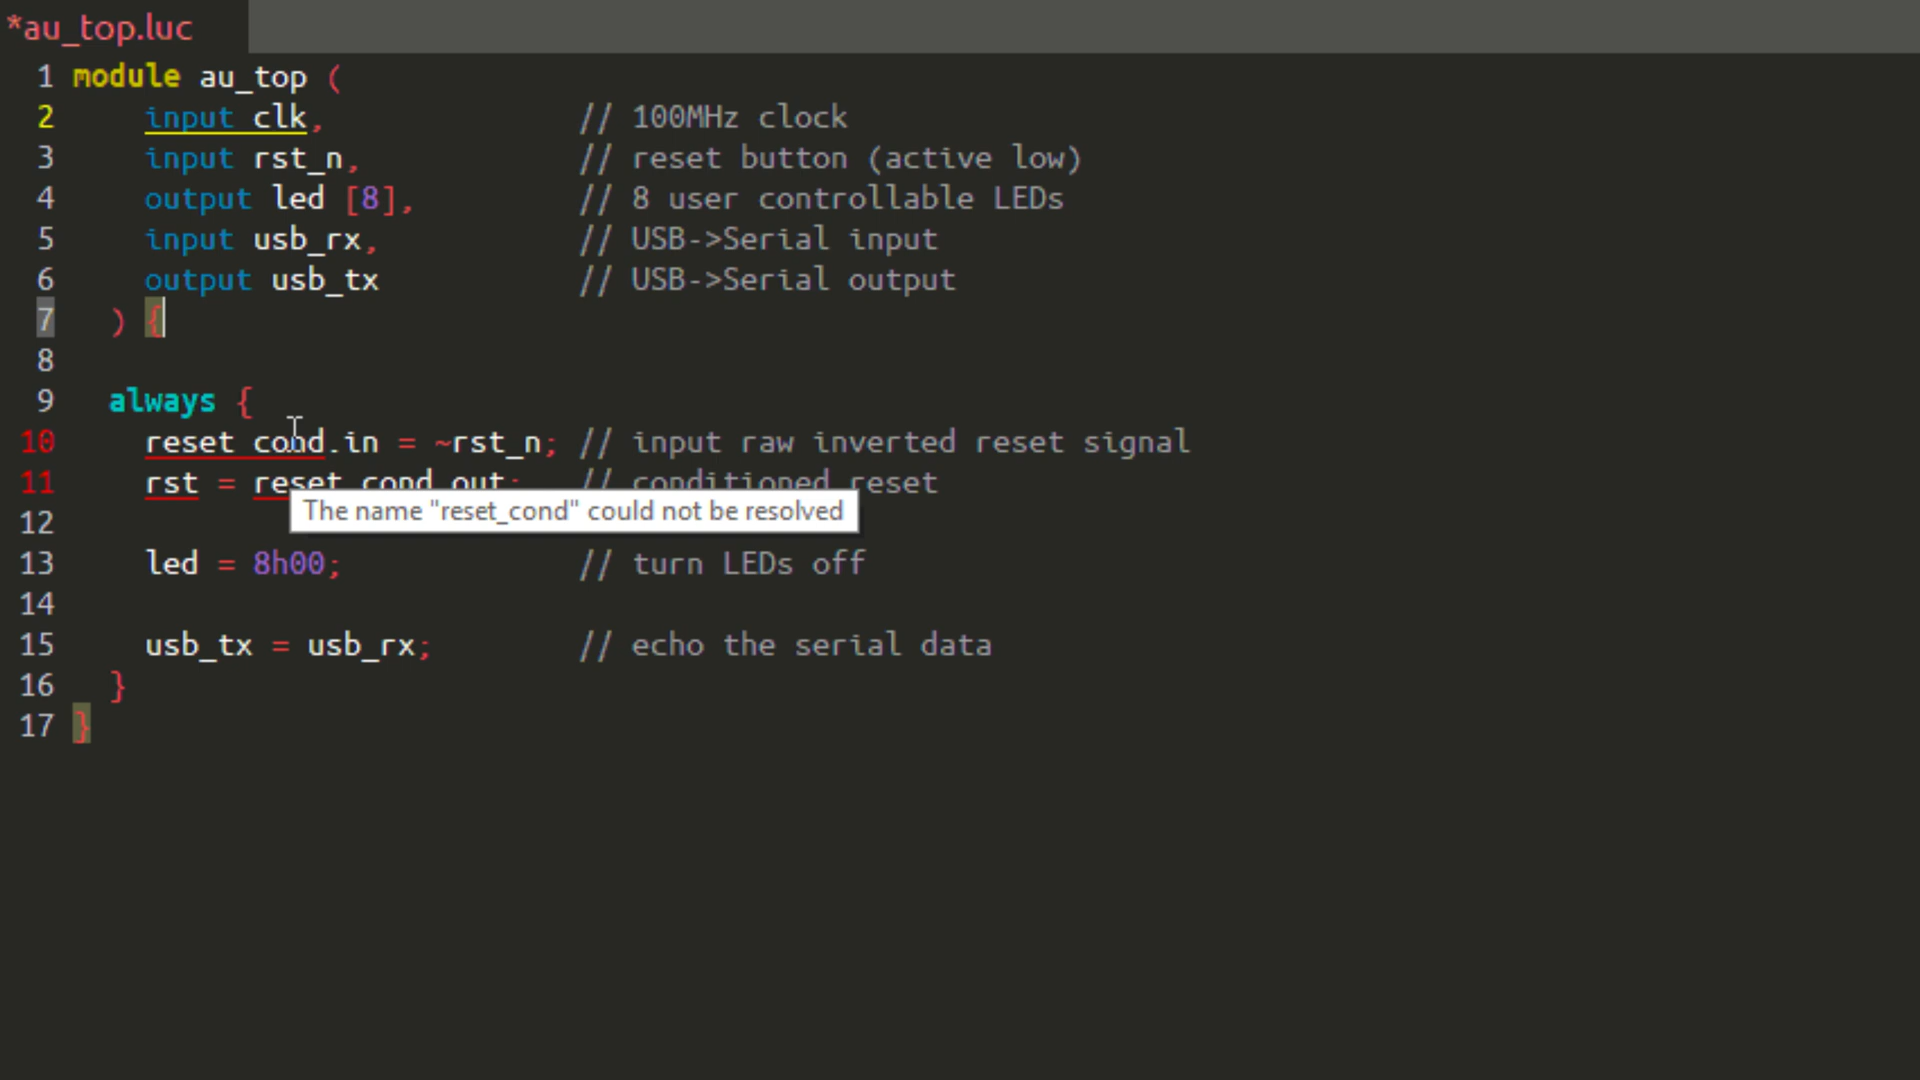 *au_top.luc
1 module au_top (
2 input clk, // 100MHz clock
3 input rst_n, // reset button (active low)
4 output led [8], // 8 user controllable LEDs
5 input usb_rx, // USB->Serial input
6 output usb_tx // USB->Serial output
7 ) {
8
9 always {
10 reset_cond.in = ~rst_n; // input raw inverted reset signal
11 rst = reset_cond.out; // conditioned reset
The name "reset_cond" could not be resolved
12
13 led = 8h00; // turn LEDs off
14
15 usb_tx = usb_rx; // echo the serial data
16 }
17 }